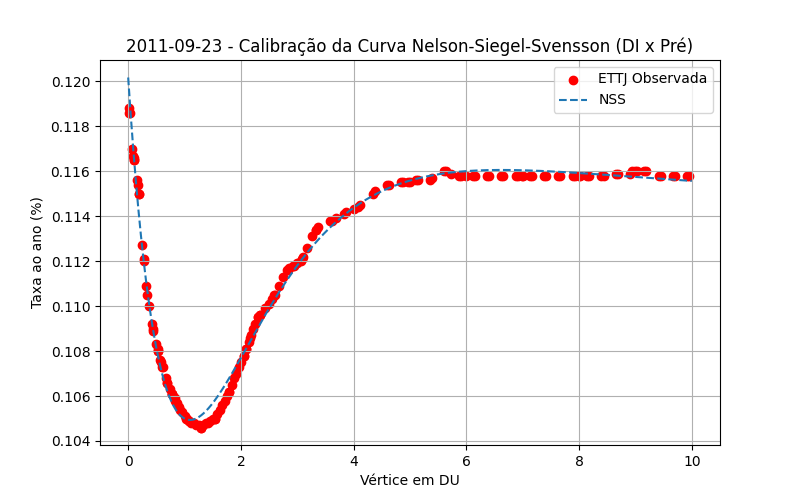 2011-09-23 - Calibração da Curva Nelson-Siegel-Svensson (DI x Pré)
ETTJ Observada
NSS
Taxa ao ano (%)
0.120
0.118
0.116
0.114
0.112
0.110
0.108
0.106
0.104
0 2 4 6 8 10
Vértice em DU